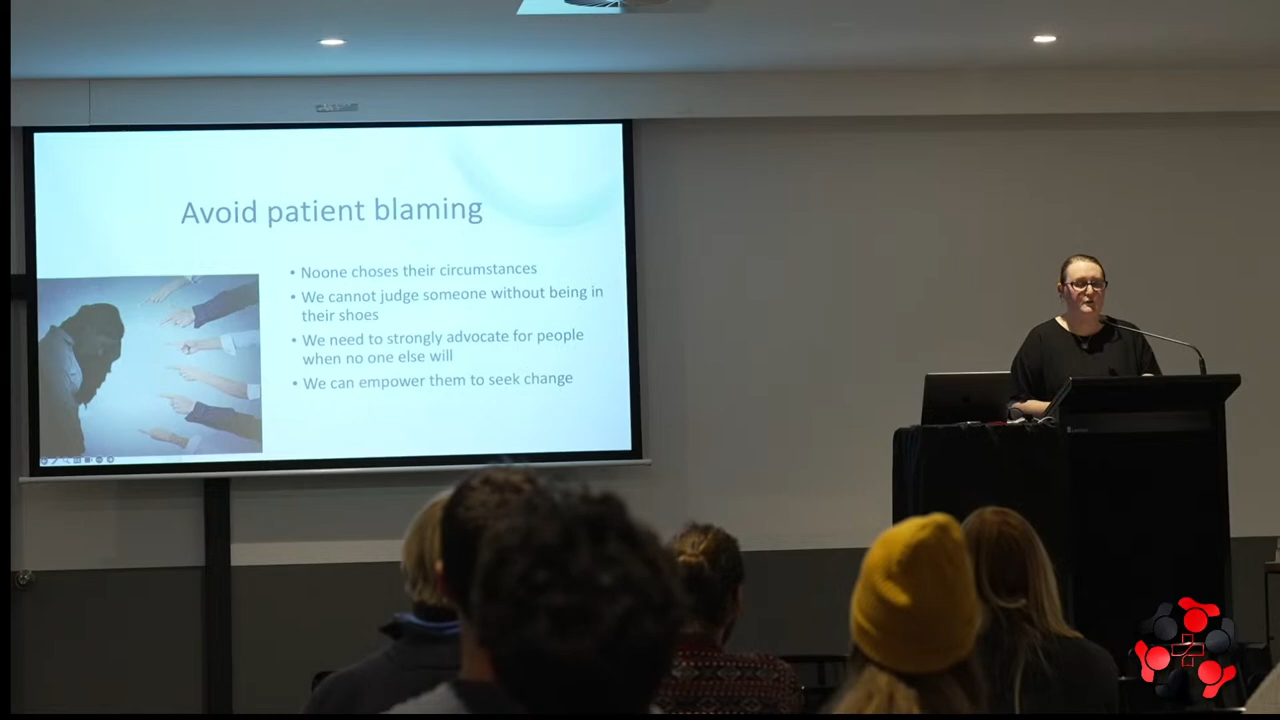 Avoid patient blaming
• Noone choses their circumstances
• We cannot judge someone without being in
their shoes
• We need to strongly advocate for people
when no one else will
• We can empower them to seek change